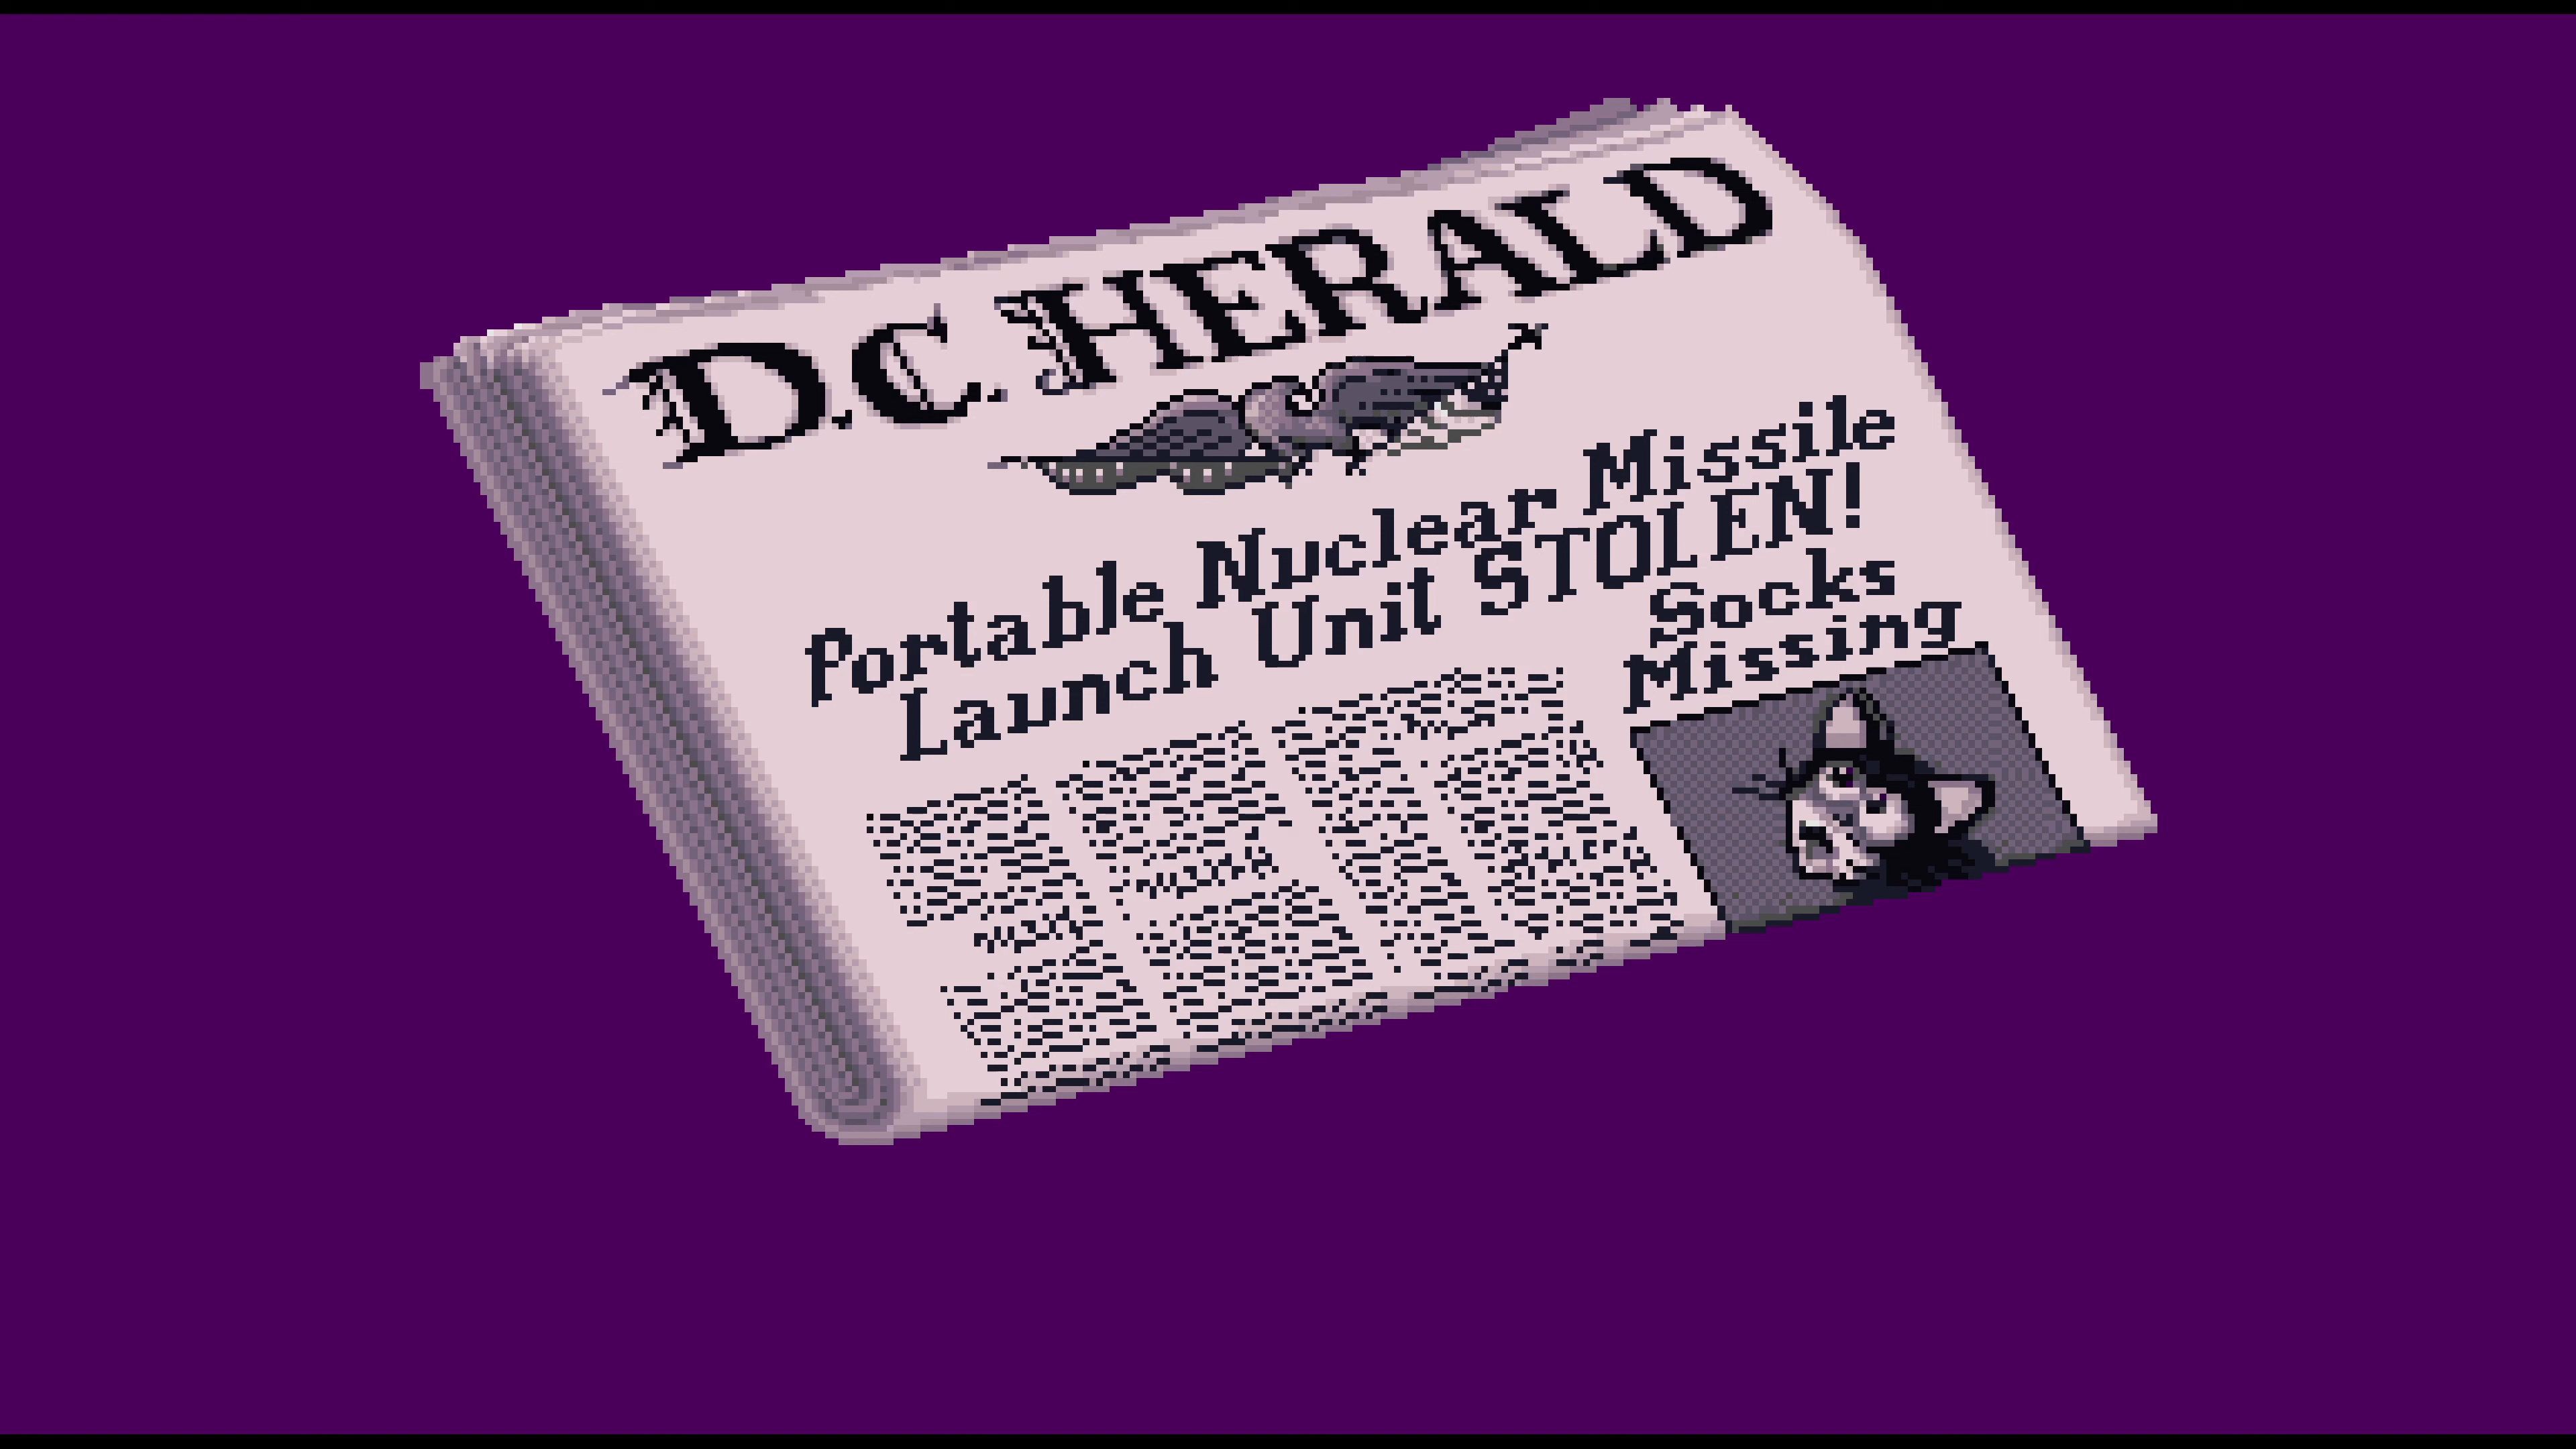 D.C. HERALD
Portable Nuclear Missile
Launch Unit STOLEN!
Socks
Missing